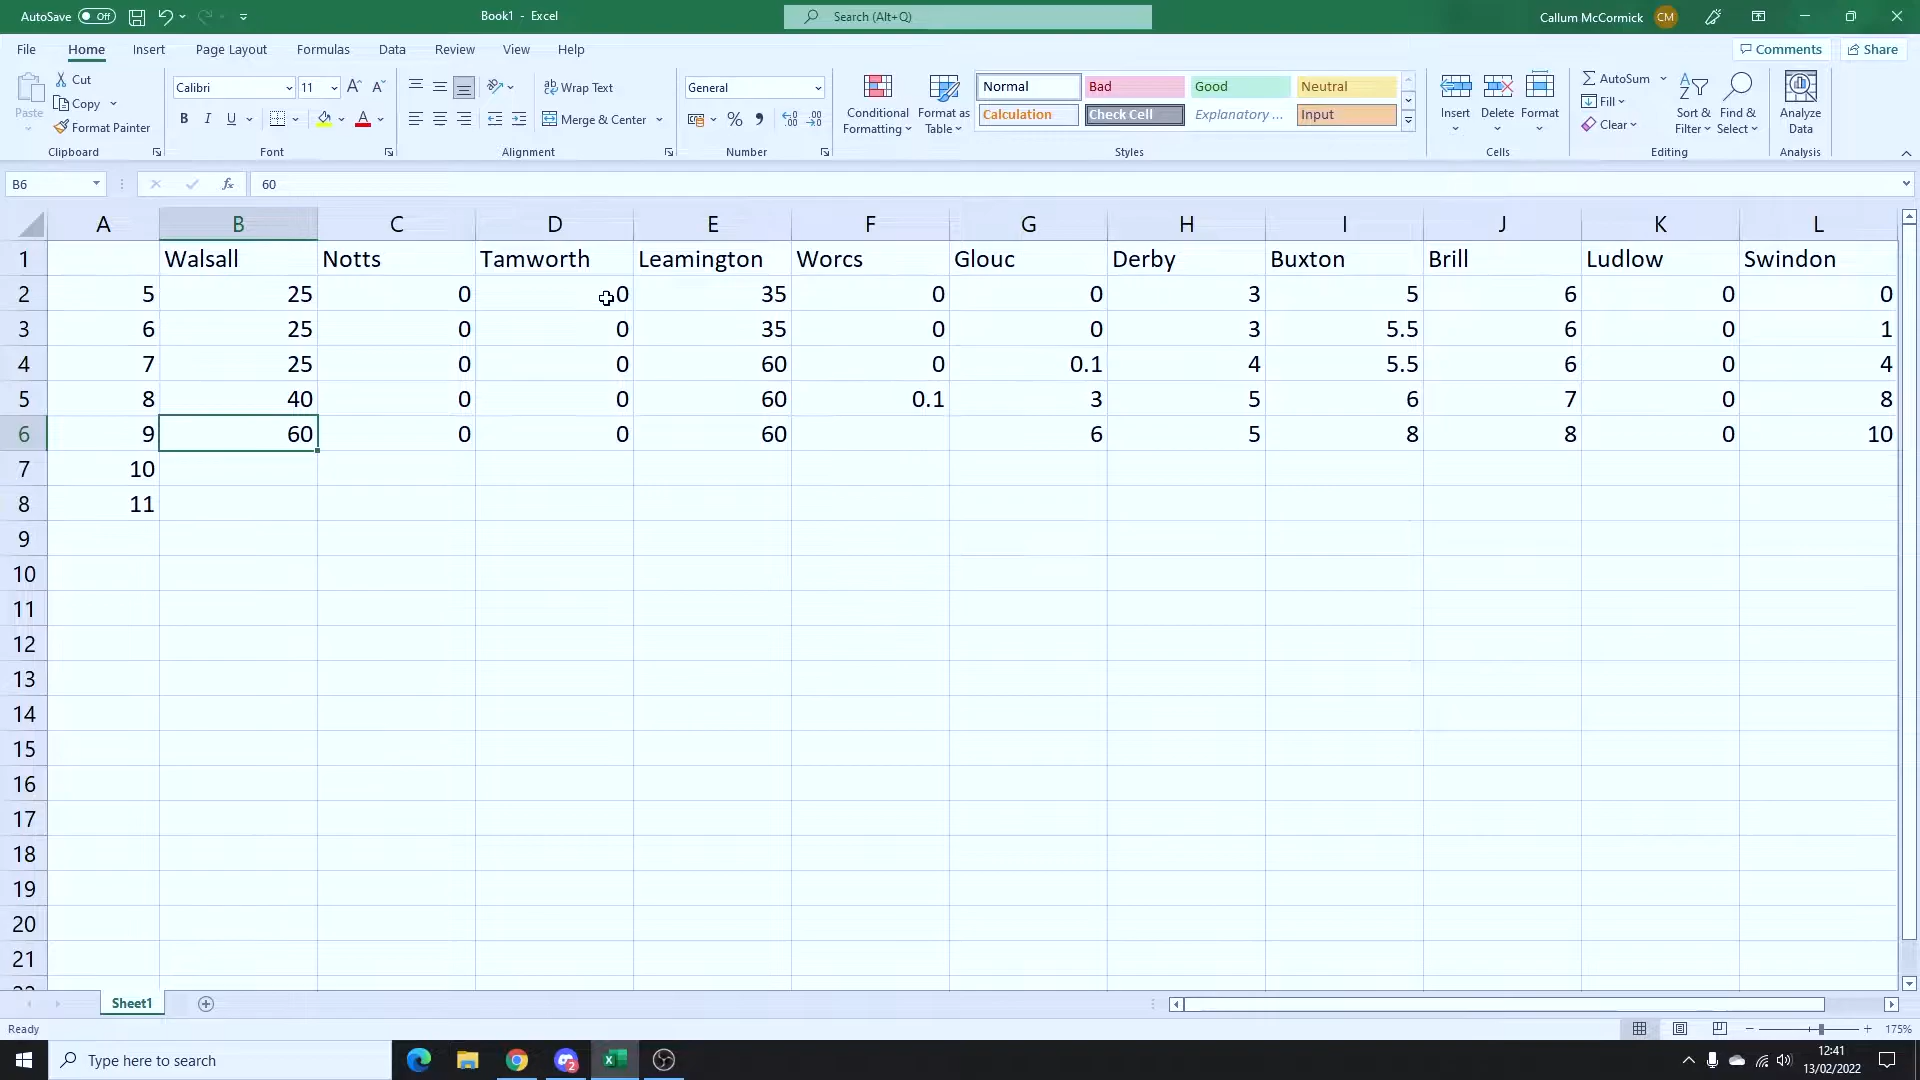 AutoSave Off Book1 - Excel Search (Alt+Q) Callum McCormick CM
File Home Insert Page Layout Formulas Data Review View Help Comments Share
Paste Cut Copy Format Painter Clipboard
Calibri 11 A A B I U A Font
ab Wrap Text Merge & Center Alignment
General % 9 Number
Conditional Formatting Format as Table Normal Bad Good Neutral
Calculation Check Cell Explanatory ... Input Styles
Insert Delete Format Cells
AutoSum Fill Clear Sort & Filter Find & Select Editing
Analyze Data Analysis
B6 fx 60
A B C D E F G H I J K L
1 Walsall Notts Tamworth Leamington Worcs Glouc Derby Buxton Brill Ludlow Swindon
2 5 25 0 0 35 0 0 3 5 6 0 0
3 6 25 0 0 35 0 0 3 5.5 6 0 1
4 7 25 0 0 60 0 0.1 4 5.5 6 0 4
5 8 40 0 0 60 0.1 3 5 6 7 0 8
6 9 60 0 0 60 6 5 8 8 0 10
7 10
8 11
9
10
11
12
13
14
15
16
17
18
19
20
21
22
Sheet1
Ready 175%
Type here to search 2 12:41
13/02/2022